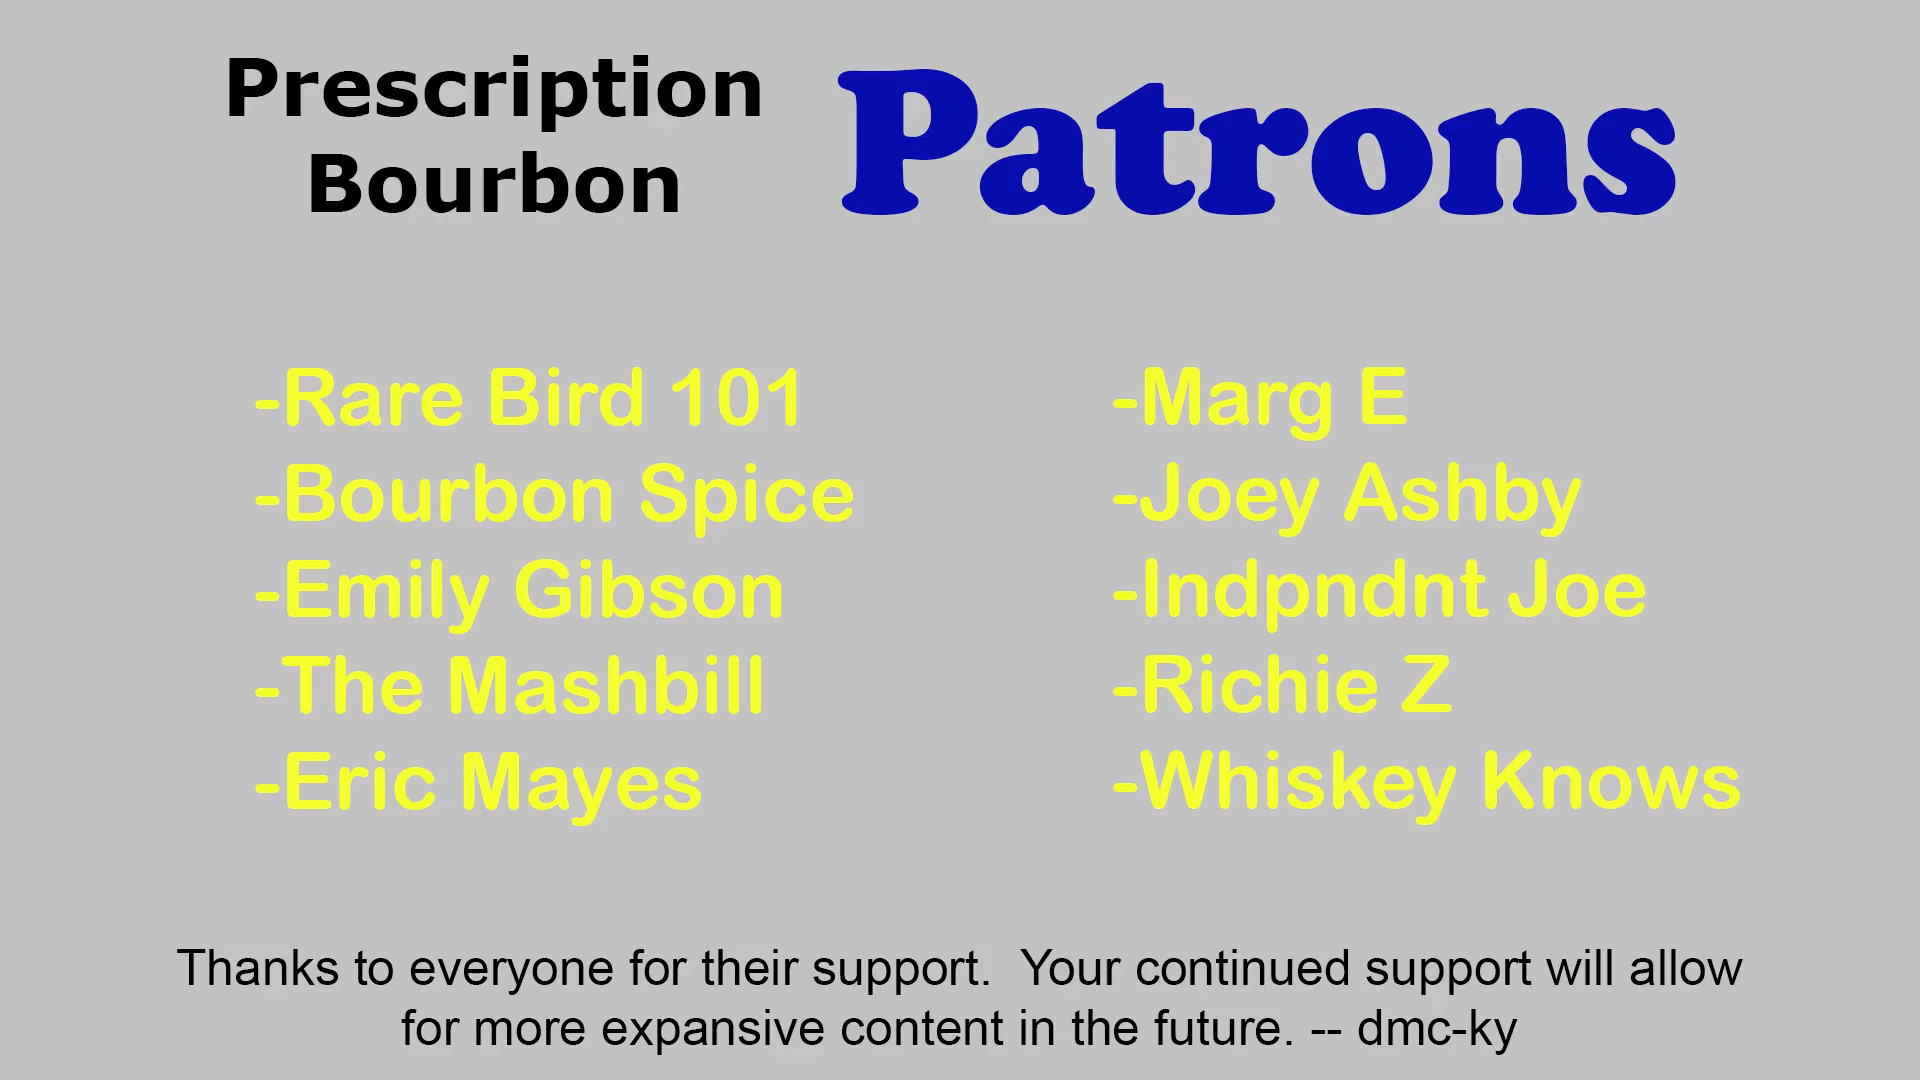 Prescription
Bourbon
Patrons
-Rare Bird 101
-Bourbon Spice
-Emily Gibson
-The Mashbill
-Eric Mayes
-Marg E
-Joey Ashby
-Indpndnt Joe
-Richie Z
-Whiskey Knows
Thanks to everyone for their support.  Your continued support will allow
for more expansive content in the future. -- dmc-ky